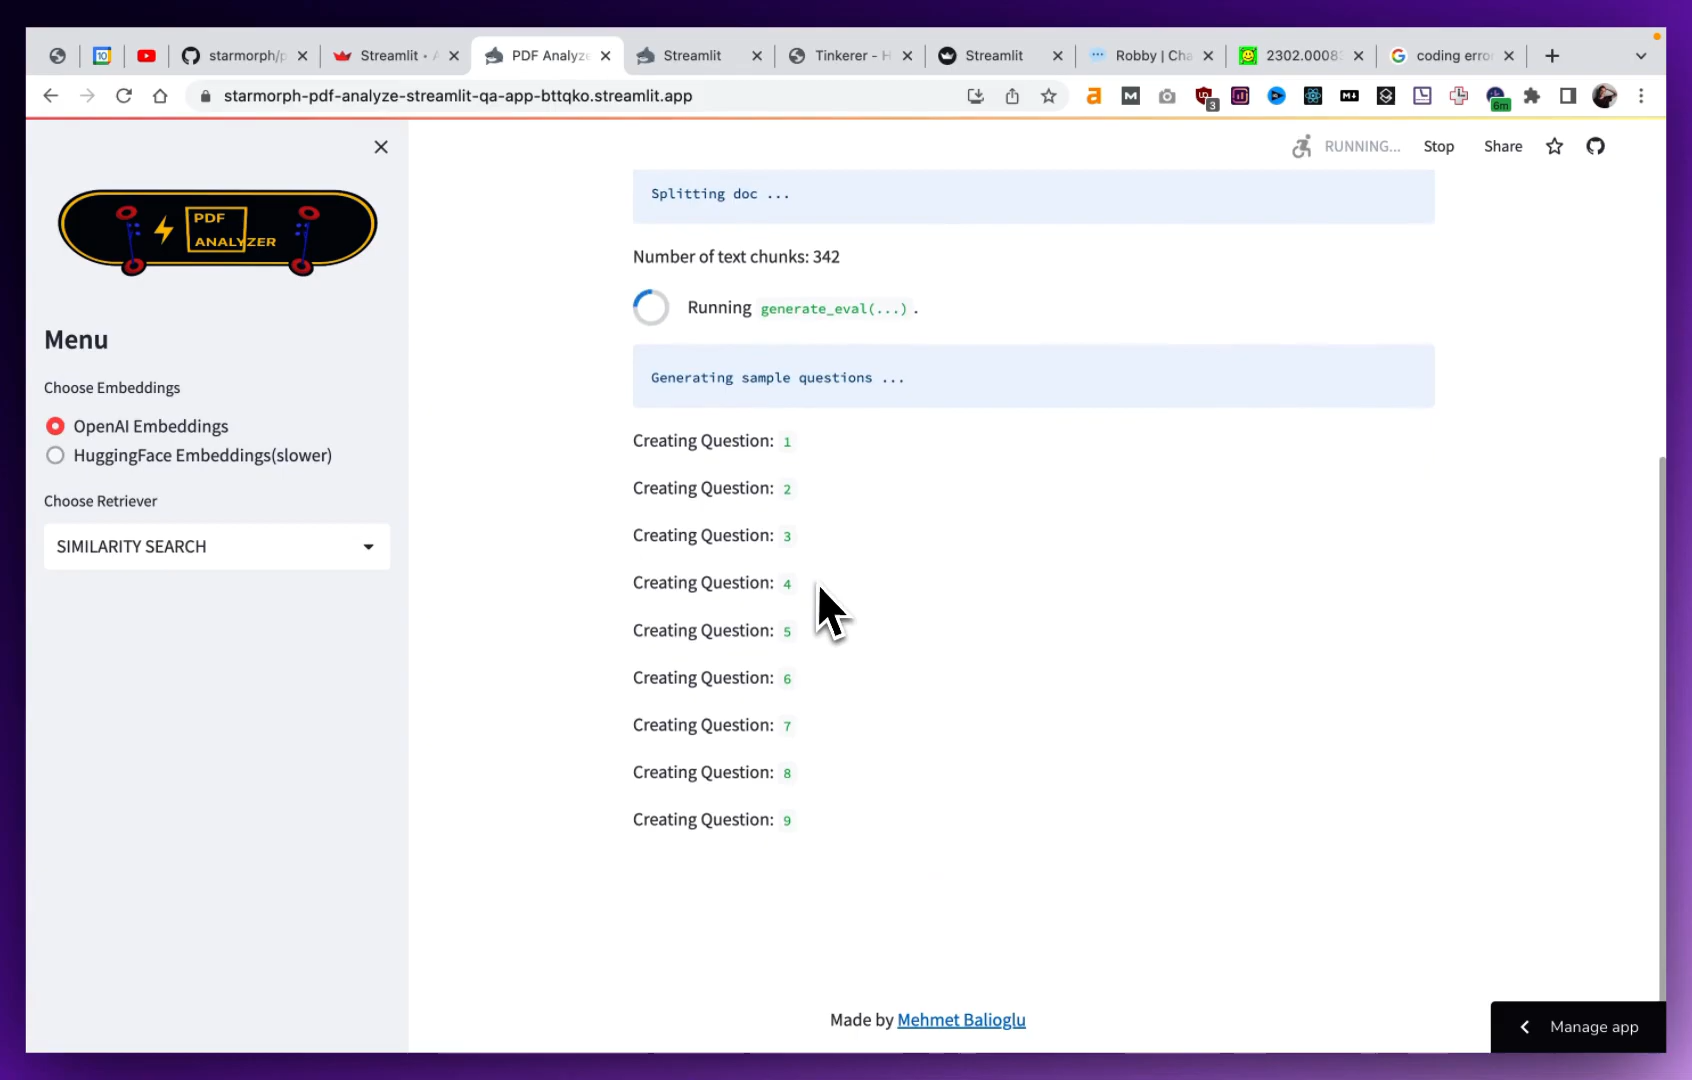 10
starmorph/p
Streamlit · A
PDF Analyze
Streamlit
Tinkerer - H
Streamlit
Robby | Cha
2302.0008
coding erro
starmorph-pdf-analyze-streamlit-qa-app-bttqko.streamlit.app
3
6m
RUNNING...
Stop
Share
PDF
ANALYZER
Menu
Choose Embeddings
OpenAI Embeddings
HuggingFace Embeddings(slower)
Choose Retriever
SIMILARITY SEARCH
Splitting doc ...
Number of text chunks: 342
Running generate_eval(...) .
Generating sample questions ...
Creating Question: 1
Creating Question: 2
Creating Question: 3
Creating Question: 4
Creating Question: 5
Creating Question: 6
Creating Question: 7
Creating Question: 8
Creating Question: 9
Made by Mehmet Balioglu
Manage app